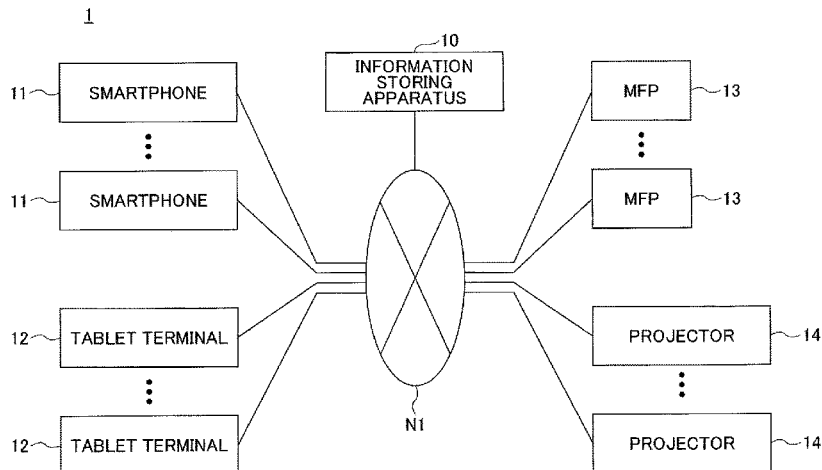 1
10
INFORMATION
STORING
APPARATUS
11
SMARTPHONE
MFP
13
11
SMARTPHONE
MFP
13
12
TABLET TERMINAL
PROJECTOR
14
N1
12
TABLET TERMINAL
PROJECTOR
14